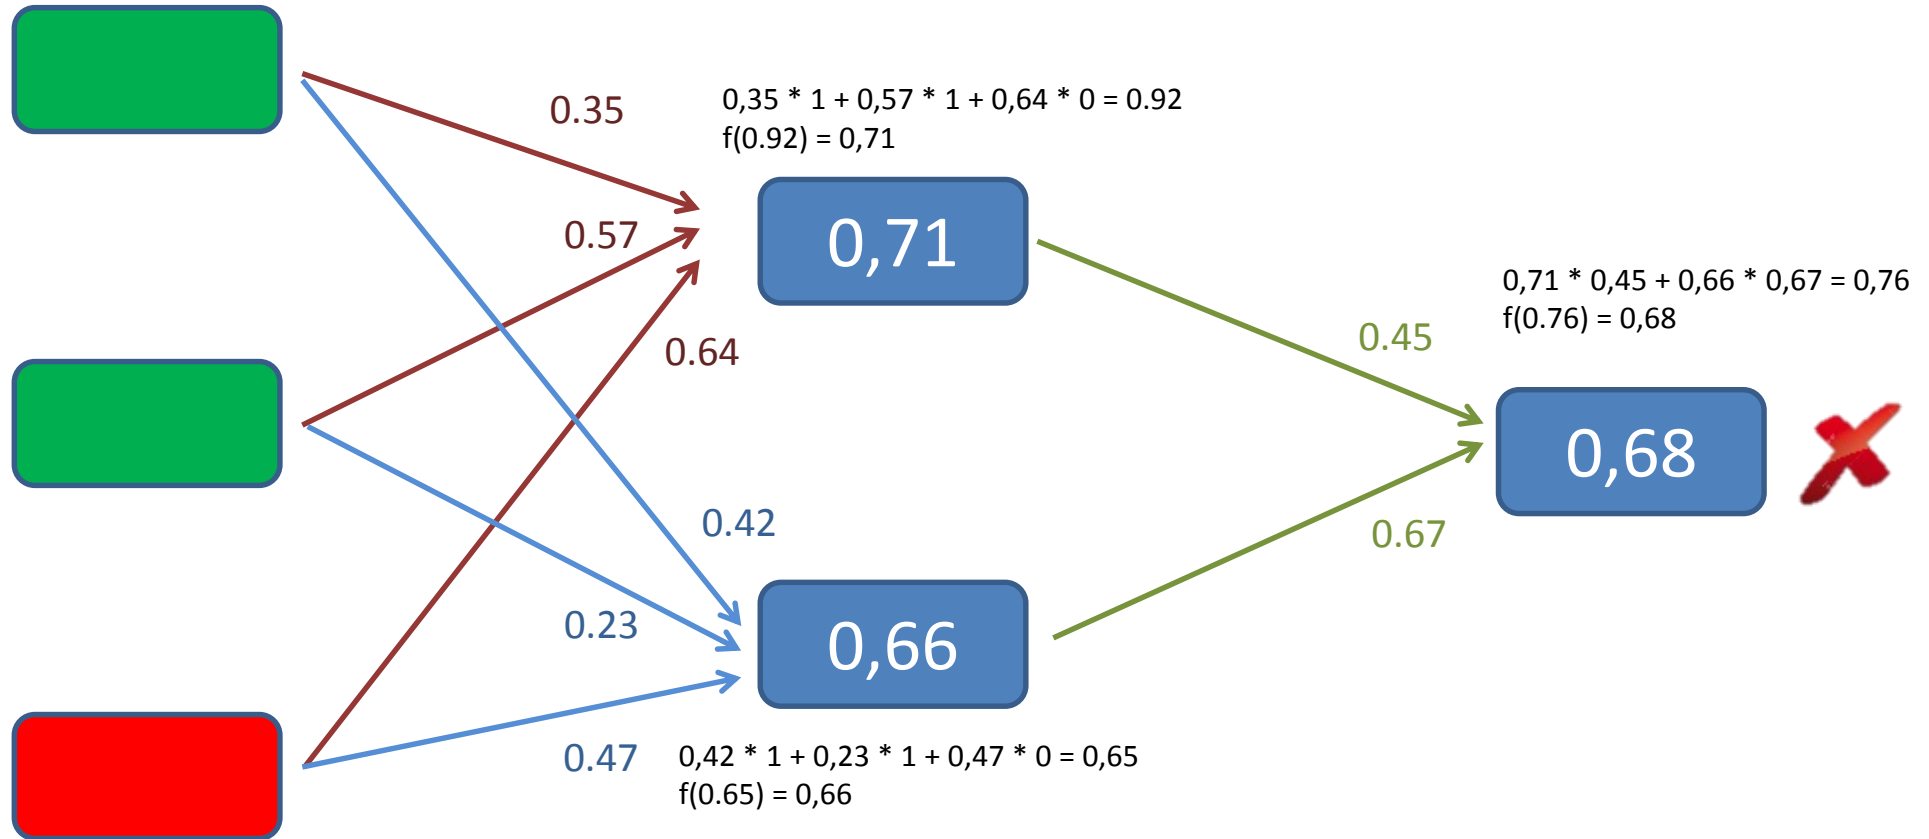 0.35
0,35 * 1 + 0,57 * 1 + 0,64 * 0 = 0.92
f(0.92) = 0,71
0.57
0,71
0.64
0,71 * 0,45 + 0,66 * 0,67 = 0,76
f(0.76) = 0,68
0.45
0,68
0.42
0.67
0.23
0,66
0.47
0,42 * 1 + 0,23 * 1 + 0,47 * 0 = 0,65
f(0.65) = 0,66